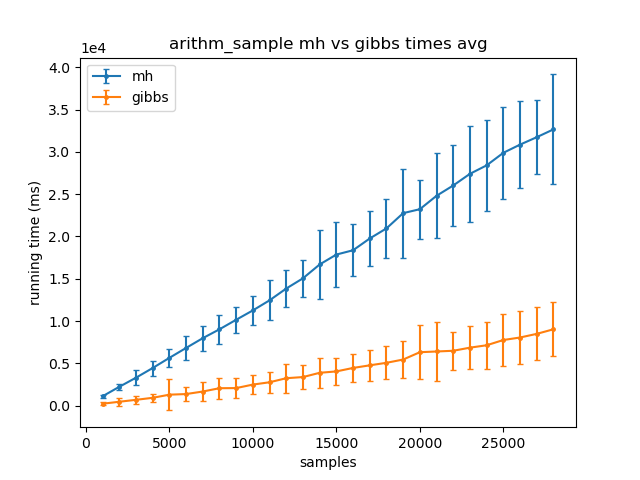 arithm_sample mh vs gibbs times avg
1e4
4.0
3.5
3.0
2.5
2.0
1.5
1.0
0.5
0.0
running time (ms)
mh
gibbs
0 5000 10000 15000 20000 25000
samples